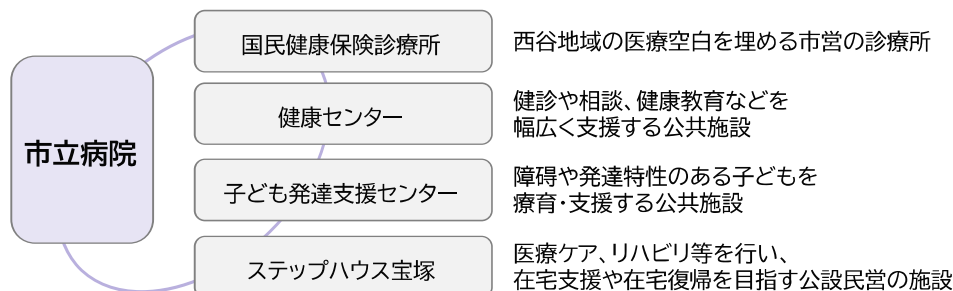 市立病院
国民健康保険診療所
西谷地域の医療空白を埋める市営の診療所
健康センター
健診や相談、健康教育などを
幅広く支援する公共施設
子ども発達支援センター
障碍や発達特性のある子どもを
療育・支援する公共施設
ステップハウス宝塚
医療ケア、リハビリ等を行い、
在宅支援や在宅復帰を目指す公設民営の施設